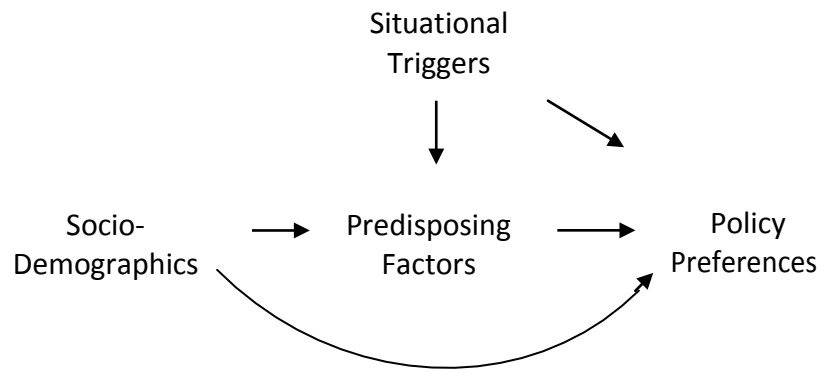 Situational
Triggers
Socio-
Demographics
Predisposing
Factors
Policy
Preferences